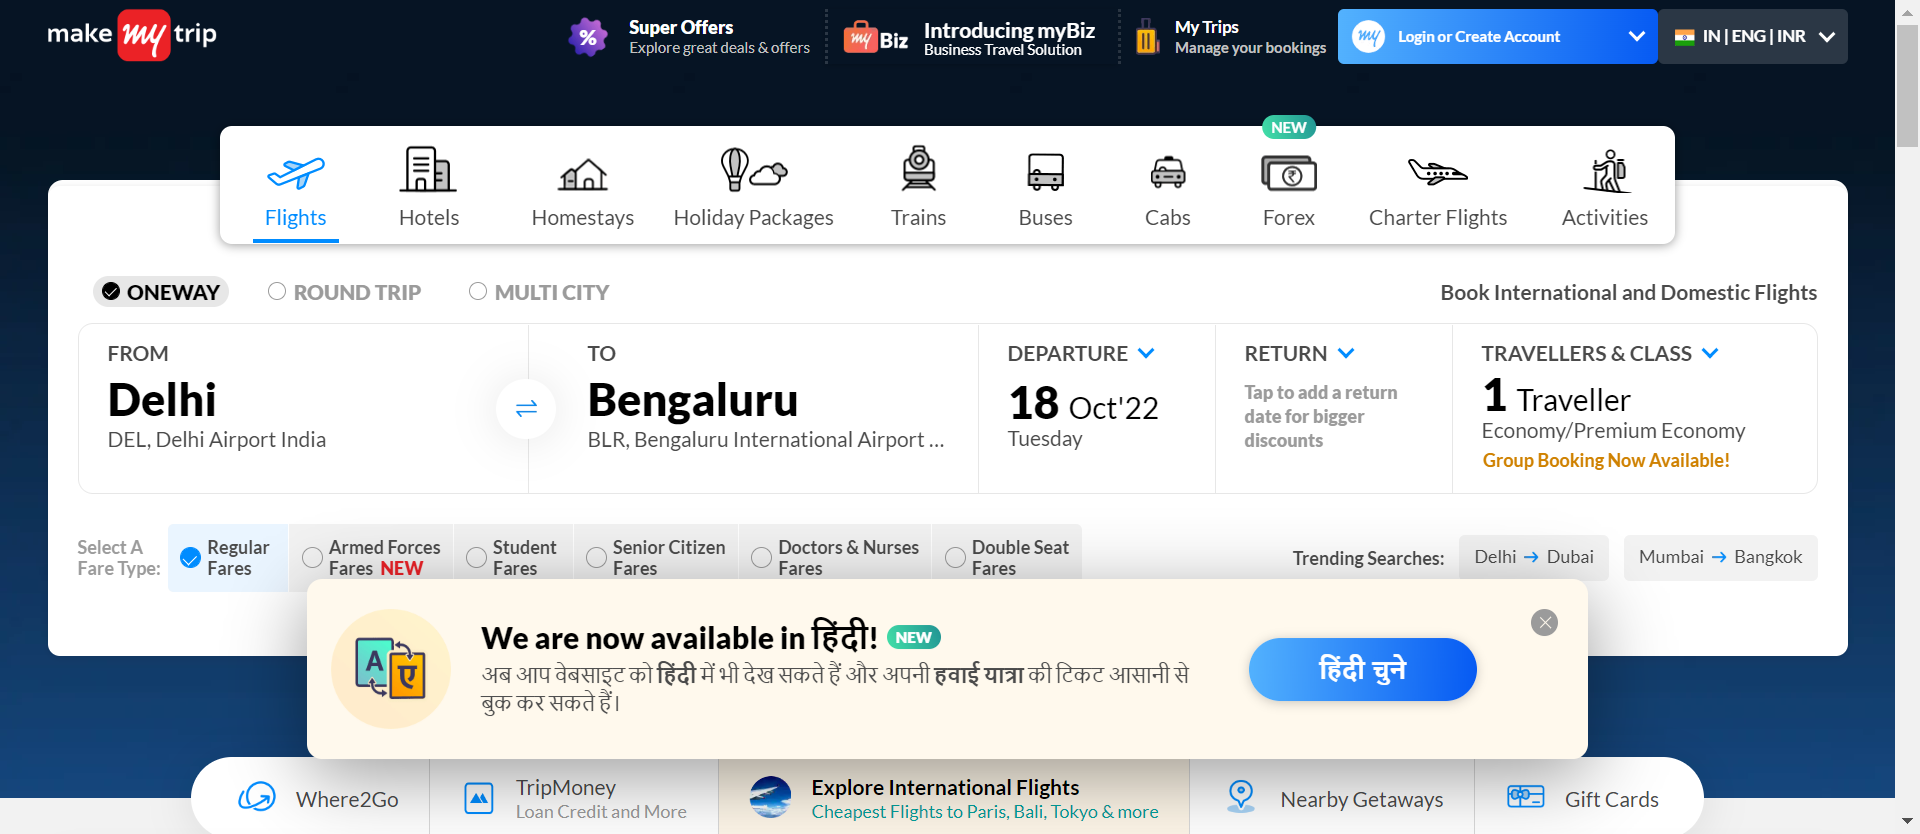 make my trip
Super Offers
Explore great deals & offers
my Biz
Introducing myBiz
Business Travel Solution
My Trips
Manage your bookings
my
Login or Create Account
IN | ENG | INR
NEW
Flights
Hotels
Homestays
Holiday Packages
Trains
Buses
Cabs
Forex
Charter Flights
Activities
ONEWAY
ROUND TRIP
MULTI CITY
Book International and Domestic Flights
FROM
Delhi
DEL, Delhi Airport India
TO
Bengaluru
BLR, Bengaluru International Airport ...
DEPARTURE
18 Oct'22
Tuesday
RETURN
Tap to add a return
date for bigger
discounts
TRAVELLERS & CLASS
1 Traveller
Economy/Premium Economy
Group Booking Now Available!
Select A
Fare Type:
Regular
Fares
Armed Forces
Fares NEW
Student
Fares
Senior Citizen
Fares
Doctors & Nurses
Fares
Double Seat
Fares
Trending Searches:
Delhi → Dubai
Mumbai → Bangkok
A ए
We are now available in हिंदी! NEW
अब आप वेबसाइट को हिंदी में भी देख सकते हैं और अपनी हवाई यात्रा की टिकट आसानी से
बुक कर सकते हैं।
हिंदी चुने
Where2Go
TripMoney
Loan Credit and More
Explore International Flights
Cheapest Flights to Paris, Bali, Tokyo & more
Nearby Getaways
Gift Cards